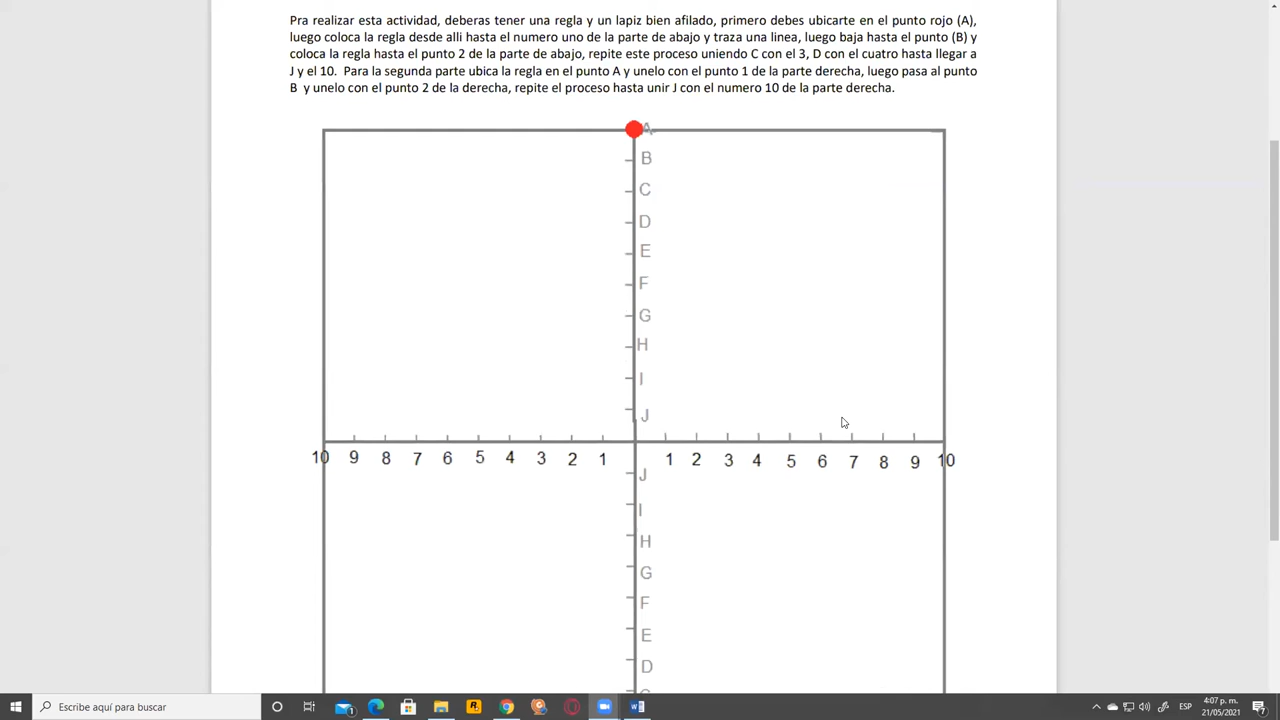 Pra realizar esta actividad, deberas tener una regla y un lapiz bien afilado, primero debes ubicarte en el punto rojo (A),
luego coloca la regla desde alli hasta el numero uno de la parte de abajo y traza una linea, luego baja hasta el punto (B) y
coloca la regla hasta el punto 2 de la parte de abajo, repite este proceso uniendo C con el 3, D con el cuatro hasta llegar a
J y el 10. Para la segunda parte ubica la regla en el punto A y unelo con el punto 1 de la parte derecha, luego pasa al punto
B y unelo con el punto 2 de la derecha, repite el proceso hasta unir J con el numero 10 de la parte derecha.
A
B
C
D
E
F
G
H
I
J
10 9 8 7 6 5 4 3 2 1 1 2 3 4 5 6 7 8 9 10
J
I
H
G
F
E
D
Escribe aquí para buscar
ESP
4:07 p. m.
21/05/2021